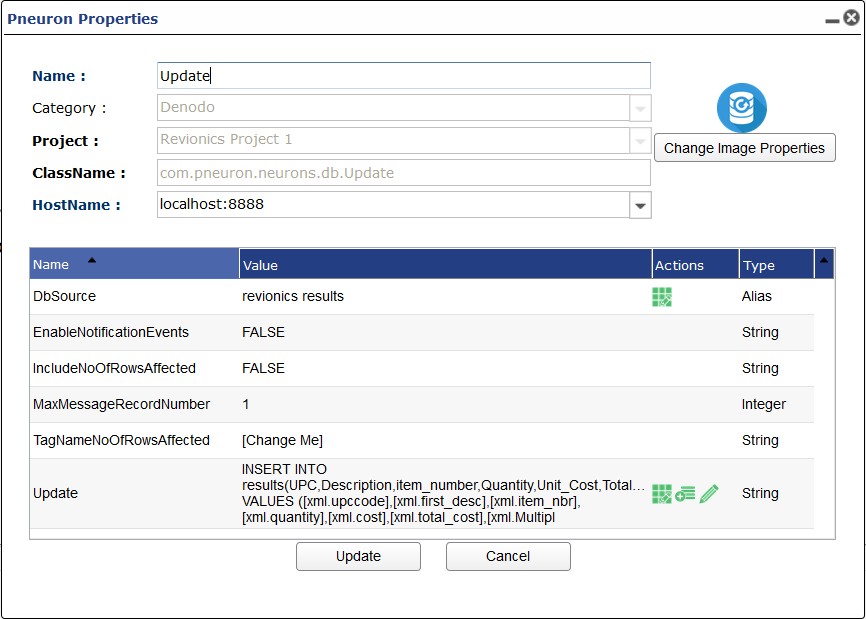 Pneuron Properties
Name :
Update
Category :
Denodo
Project :
Revionics Project 1
ClassName :
com.pneuron.neurons.db.Update
HostName :
localhost:8888
Change Image Properties
Name Value Actions Type
DbSource revionics results Alias
EnableNotificationEvents FALSE String
IncludeNoOfRowsAffected FALSE String
MaxMessageRecordNumber 1 Integer
TagNameNoOfRowsAffected [Change Me] String
Update
INSERT INTO
results(UPC,Description,item_number,Quantity,Unit_Cost,Total...
VALUES ([xml.upccode],[xml.first_desc],[xml.item_nbr],
[xml.quantity],[xml.cost],[xml.total_cost],[xml.Multipl
String
Update Cancel